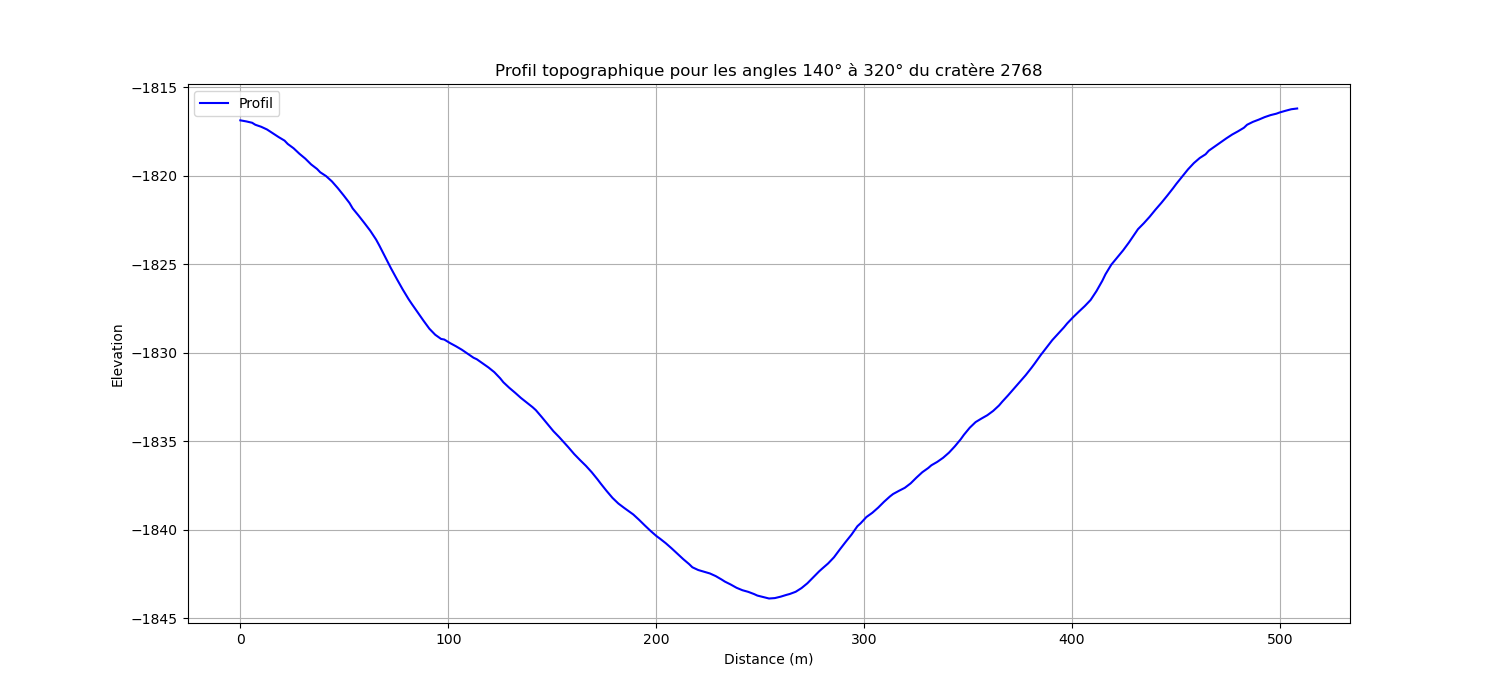 Profil topographique pour les angles 140° à 320° du cratère 2768
Profil
−1815
−1820
−1825
−1830
−1835
−1840
−1845
Elevation
0 100 200 300 400 500
Distance (m)